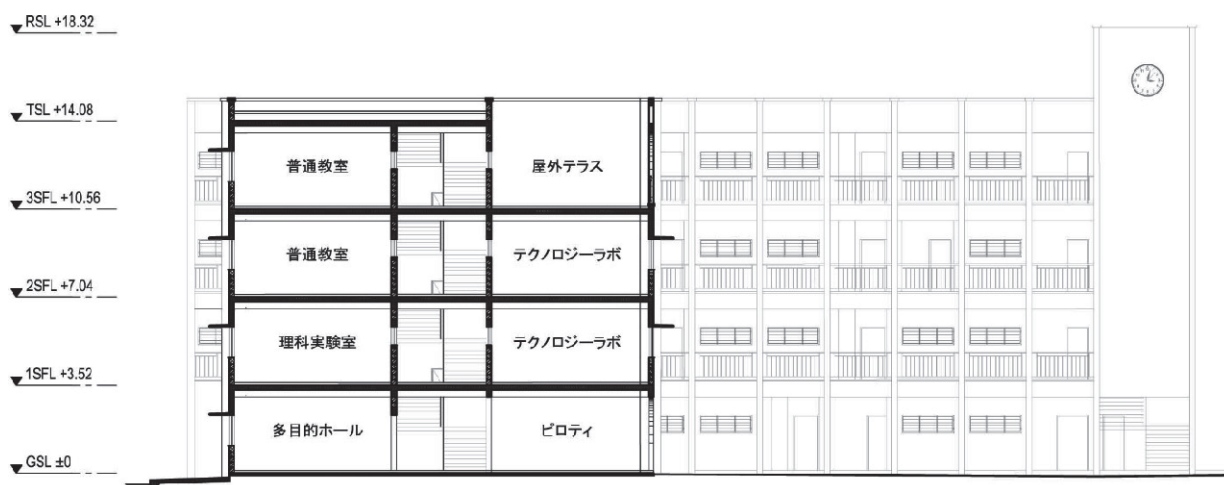 RSL +18.32
TSL +14.08
普通教室
屋外テラス
3SFL +10.56
普通教室
テクノロジーラボ
2SFL +7.04
理科実験室
テクノロジーラボ
1SFL +3.52
多目的ホール
ピロティ
GSL ±0